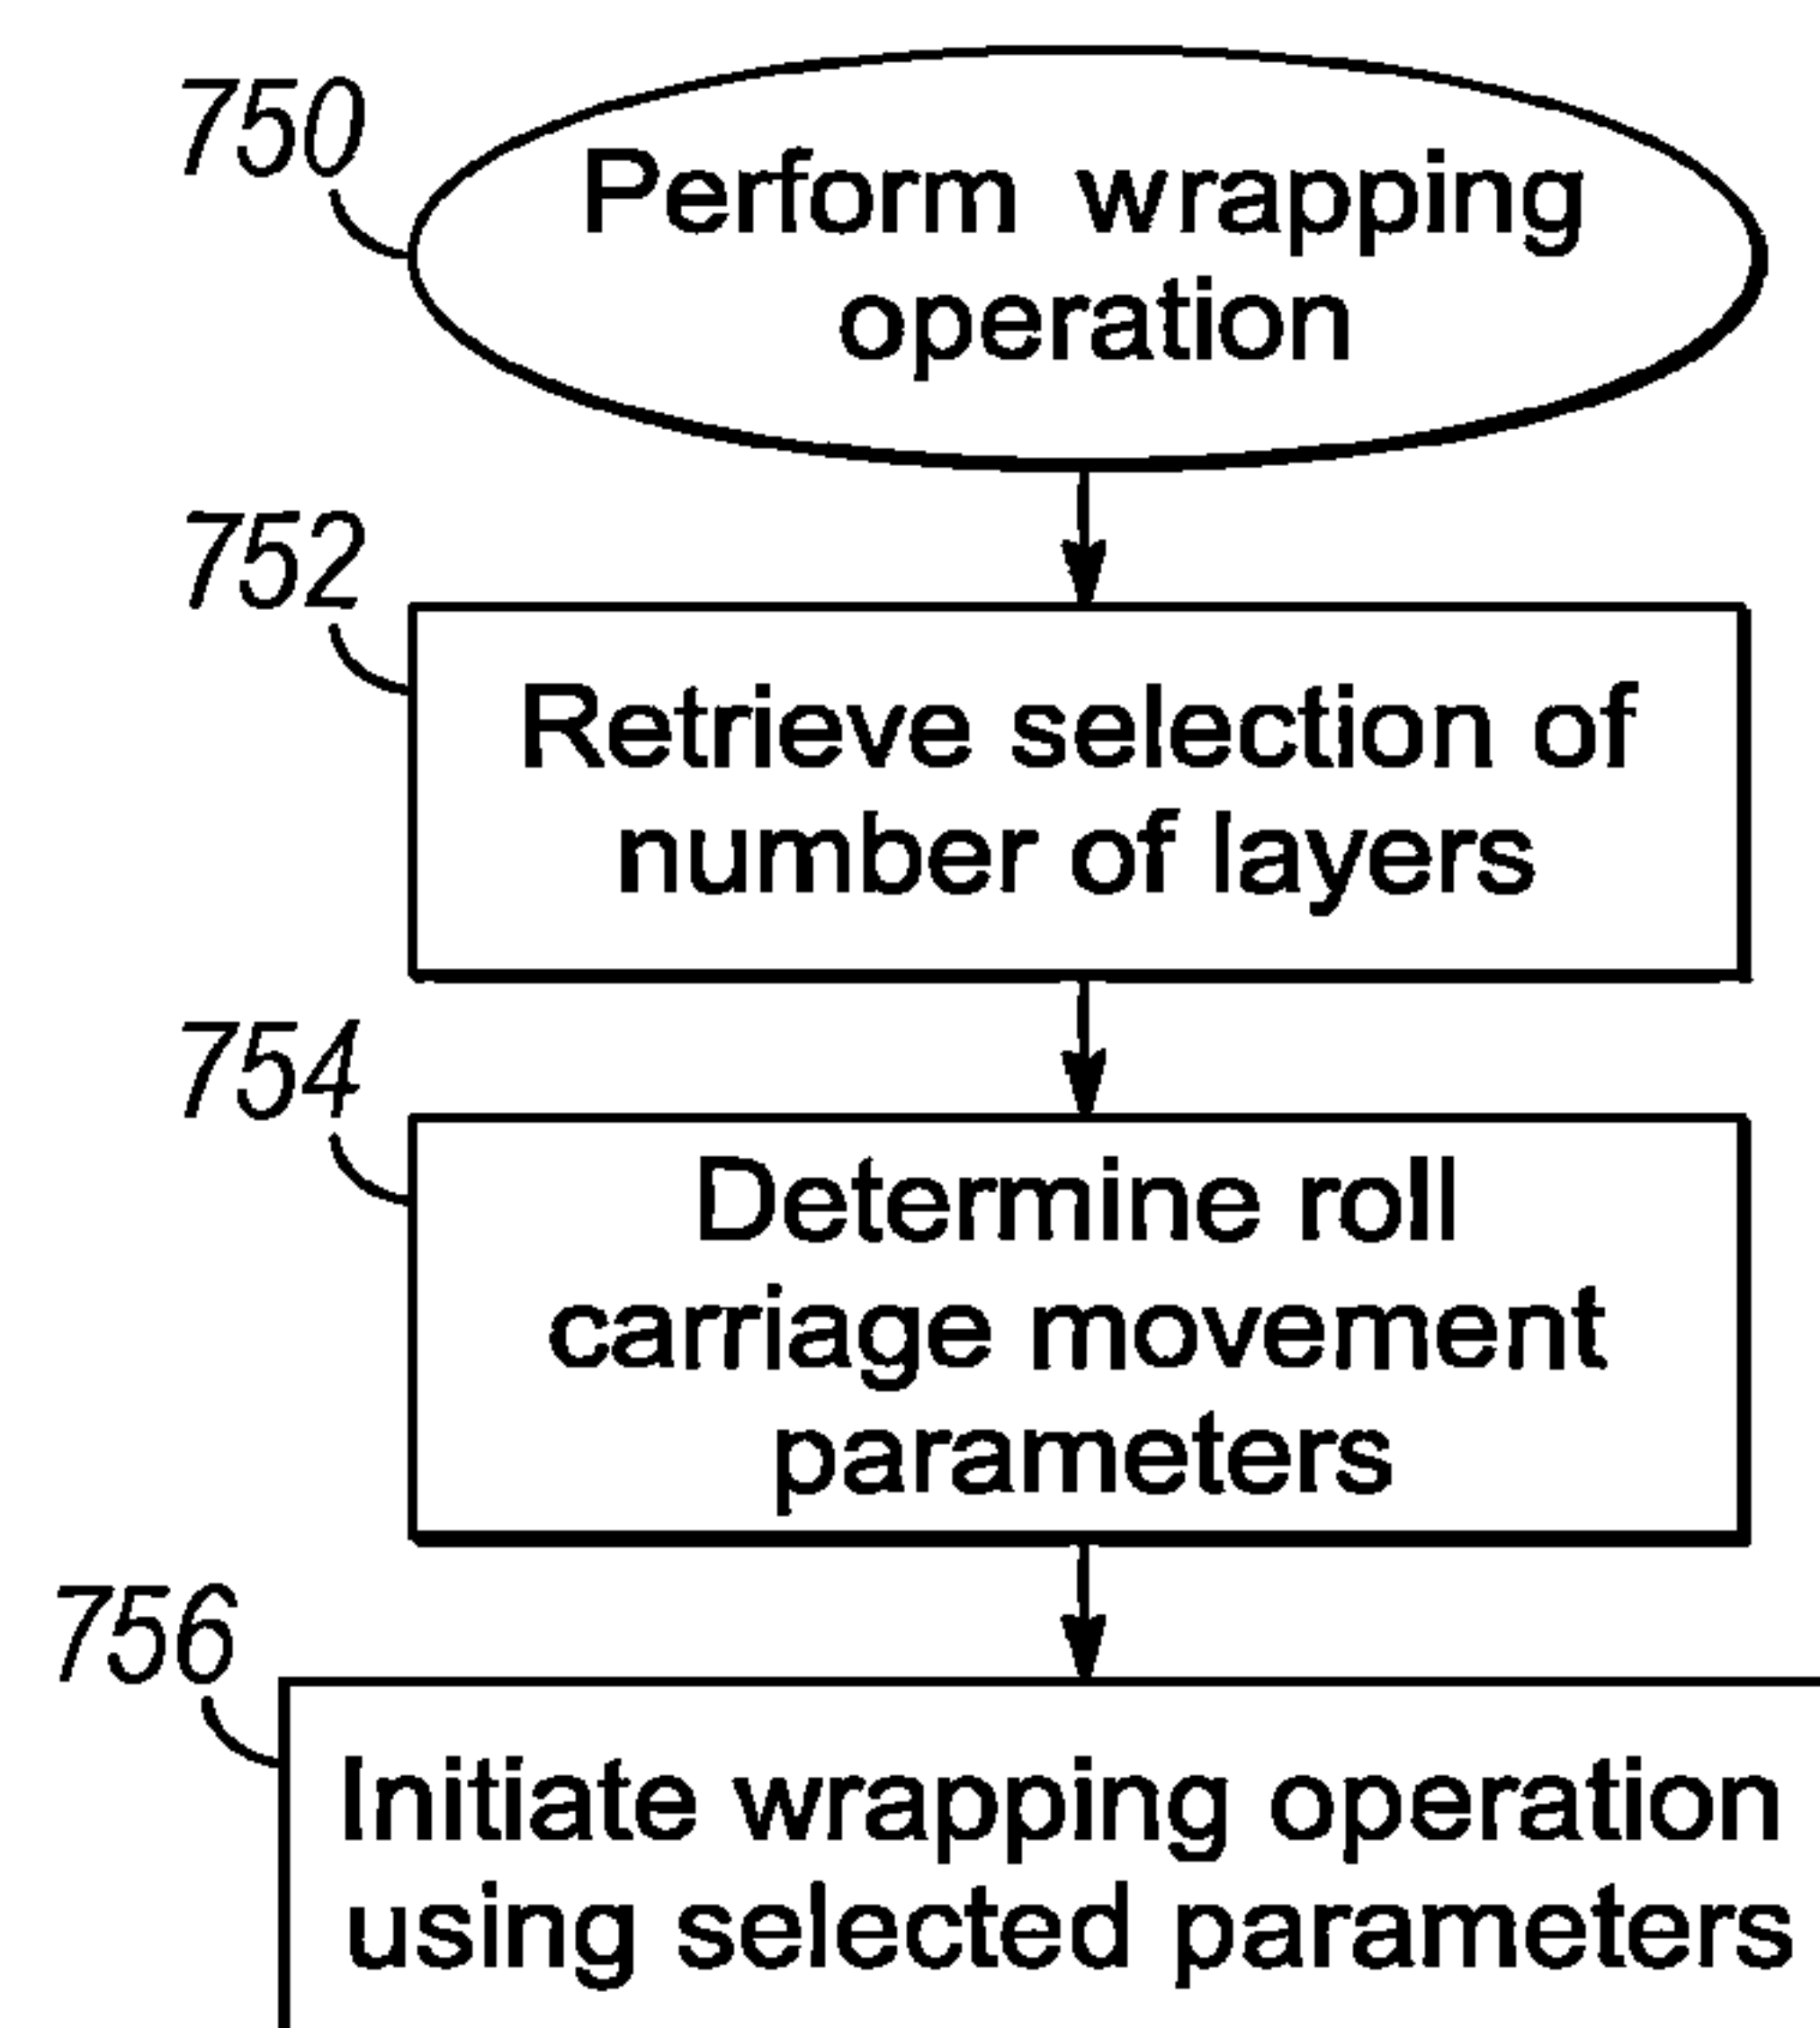 750
Perform wrapping
operation
752
Retrieve selection of
number of layers
754
Determine roll
carriage movement
parameters
756
Initiate wrapping operation
using selected parameters